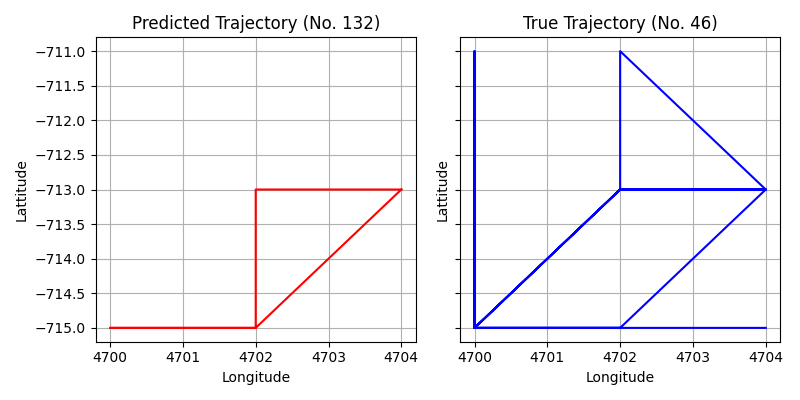 Predicted Trajectory (No. 132)
True Trajectory (No. 46)
Lattitude
−711.0
−711.5
−712.0
−712.5
−713.0
−713.5
−714.0
−714.5
−715.0
4700 4701 4702 4703 4704
Longitude
Lattitude
4700 4701 4702 4703 4704
Longitude